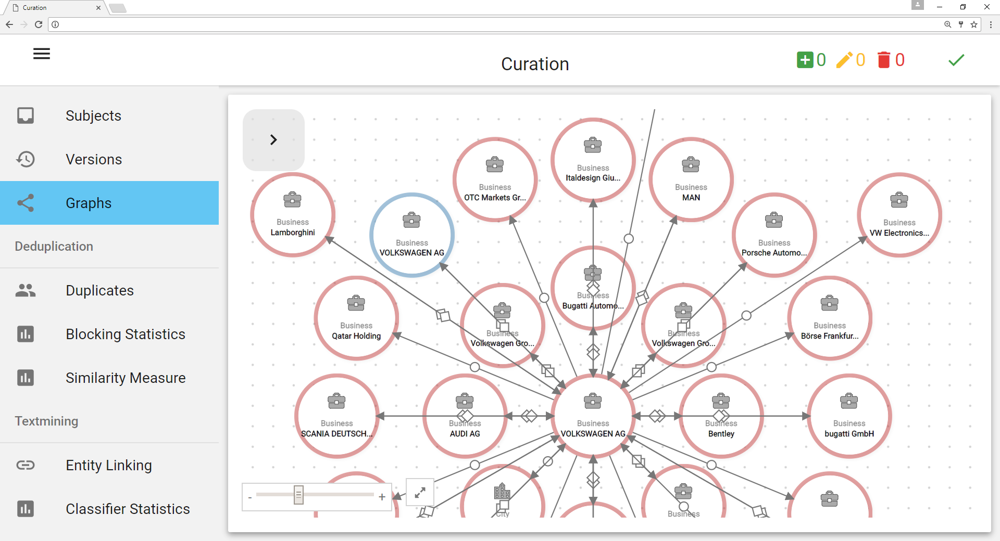 Curation
Curation
0
0
0
Subjects
Versions
Graphs
Deduplication
Duplicates
Blocking Statistics
Similarity Measure
Textmining
Entity Linking
Classifier Statistics
Business
Italdesign Giu...
Business
OTC Markets Gr...
Business
MAN
Business
Lamborghini
Business
VW Electronics...
Business
VOLKSWAGEN AG
Business
Porsche Automo...
Business
Bugatti Automo...
Business
Qatar Holding
Business
Volkswagen Gro...
Business
Volkswagen Gro...
Business
Börse Frankfur...
Business
SCANIA DEUTSCH...
Business
AUDI AG
Business
VOLKSWAGEN AG
Business
Bentley
Business
bugatti GmbH
- +
City
Business